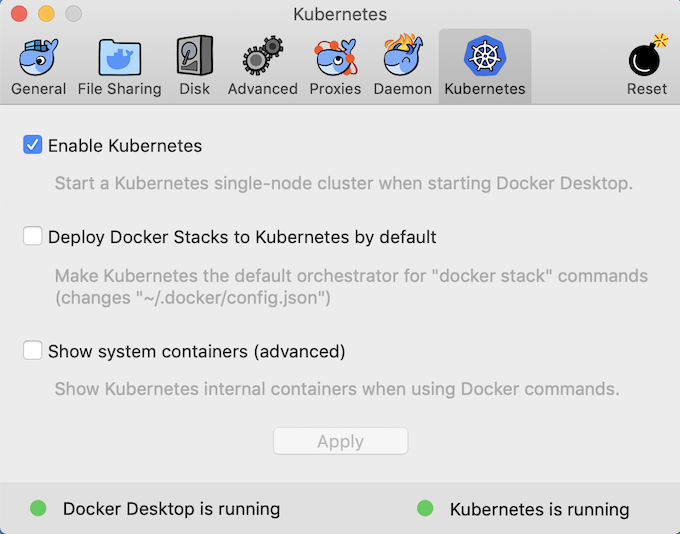 Kubernetes
General File Sharing Disk Advanced Proxies Daemon Kubernetes Reset
Enable Kubernetes
Start a Kubernetes single-node cluster when starting Docker Desktop.
Deploy Docker Stacks to Kubernetes by default
Make Kubernetes the default orchestrator for "docker stack" commands
(changes "~/.docker/config.json")
Show system containers (advanced)
Show Kubernetes internal containers when using Docker commands.
Apply
Docker Desktop is running Kubernetes is running